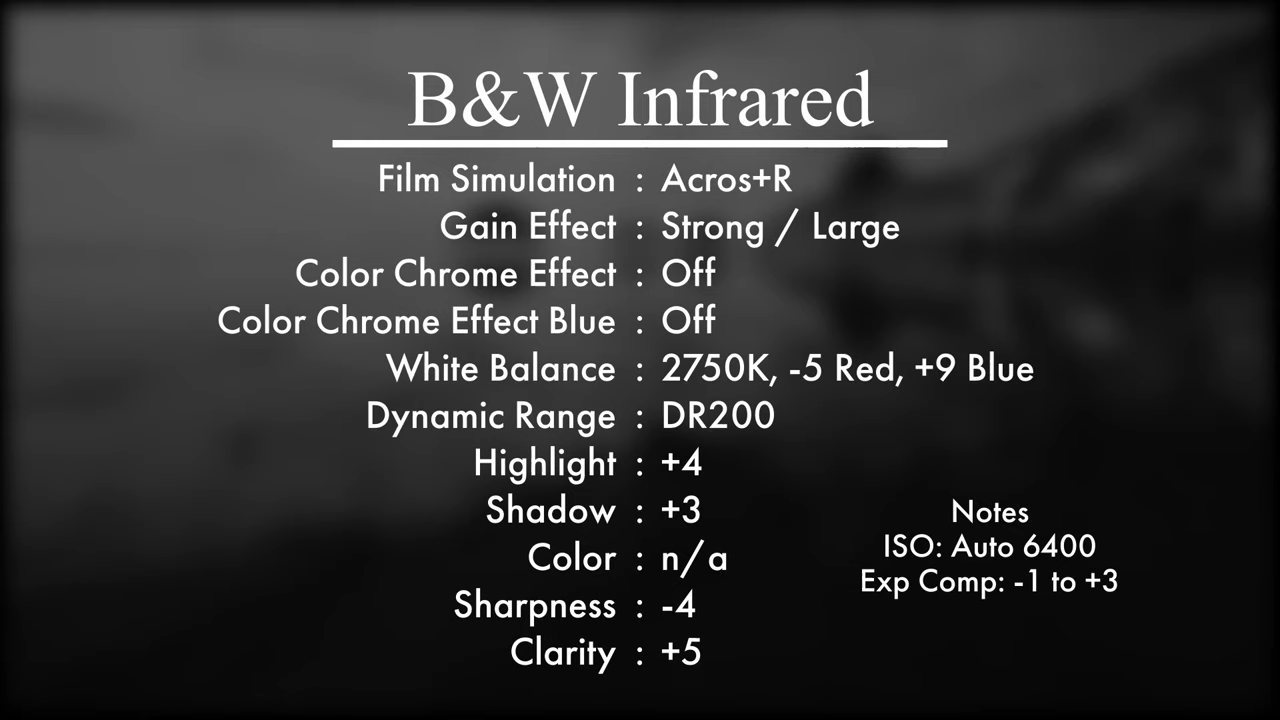 B&W Infrared
Film Simulation : Acros+R
Gain Effect : Strong / Large
Color Chrome Effect : Off
Color Chrome Effect Blue : Off
White Balance : 2750K, -5 Red, +9 Blue
Dynamic Range : DR200
Highlight : +4
Shadow : +3
Color : n/a
Sharpness : -4
Clarity : +5
Notes
ISO: Auto 6400
Exp Comp: -1 to +3